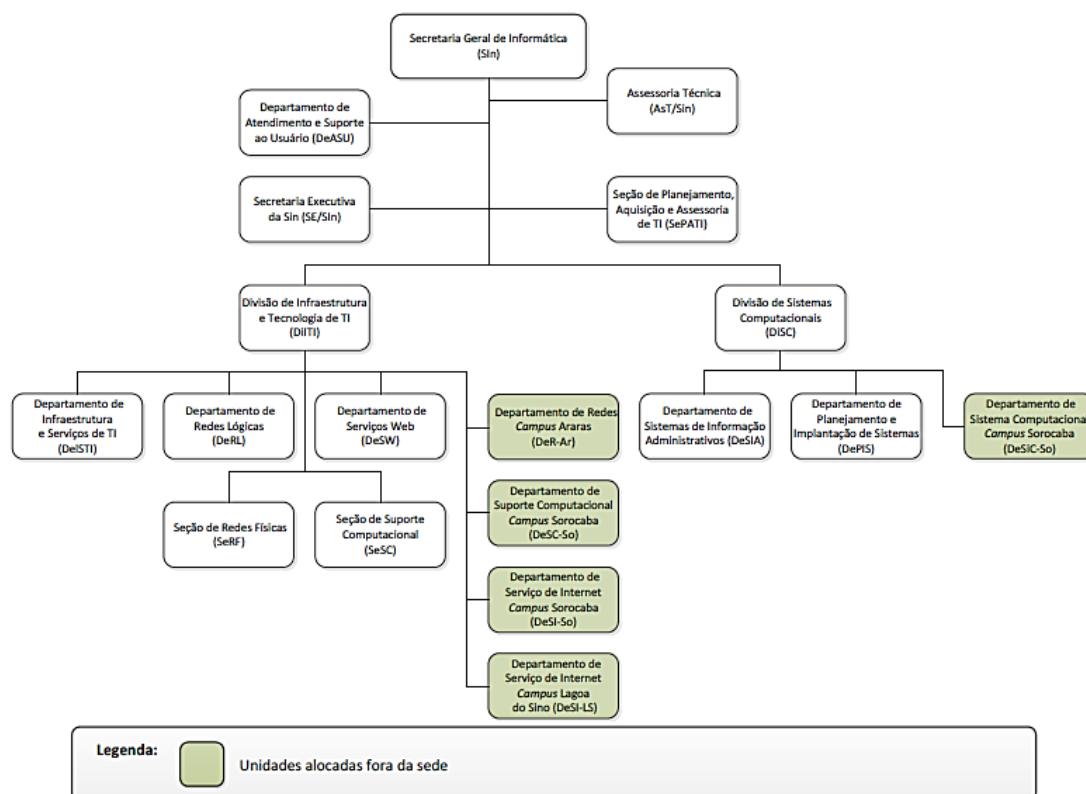 Secretaria Geral de Informática
(SIn)
Assessoria Técnica
(AsT/Sin)
Departamento de
Atendimento e Suporte
ao Usuário (DeASU)
Secretaria Executiva
da Sin (SE/SIn)
Seção de Planejamento,
Aquisição e Assessoria
de TI (SePATI)
Divisão de Infraestrutura
e Tecnologia de TI
(DiITI)
Divisão de Sistemas
Computacionais
(DISC)
Departamento de
Infraestrutura
e Serviços de TI
(DeISTI)
Departamento de
Redes Lógicas
(DeRL)
Departamento de
Serviços Web
(DeSW)
Departamento de Redes
Campus Araras
(DeR-Ar)
Departamento de
Sistemas de Informação
Administrativos (DeSIA)
Departamento de
Planejamento e
Implantação de Sistemas
(DePIS)
Departamento de
Sistema Computacional
Campus Sorocaba
(DeSiC-So)
Seção de Redes Físicas
(SeRF)
Seção de Suporte
Computacional
(SeSC)
Departamento de
Suporte Computacional
Campus Sorocaba
(DeSC-So)
Departamento de
Serviço de Internet
Campus Sorocaba
(DeSI-So)
Departamento de
Serviço de Internet
Campus Lagoa
do Sino (DeSI-LS)
Legenda:
Unidades alocadas fora da sede